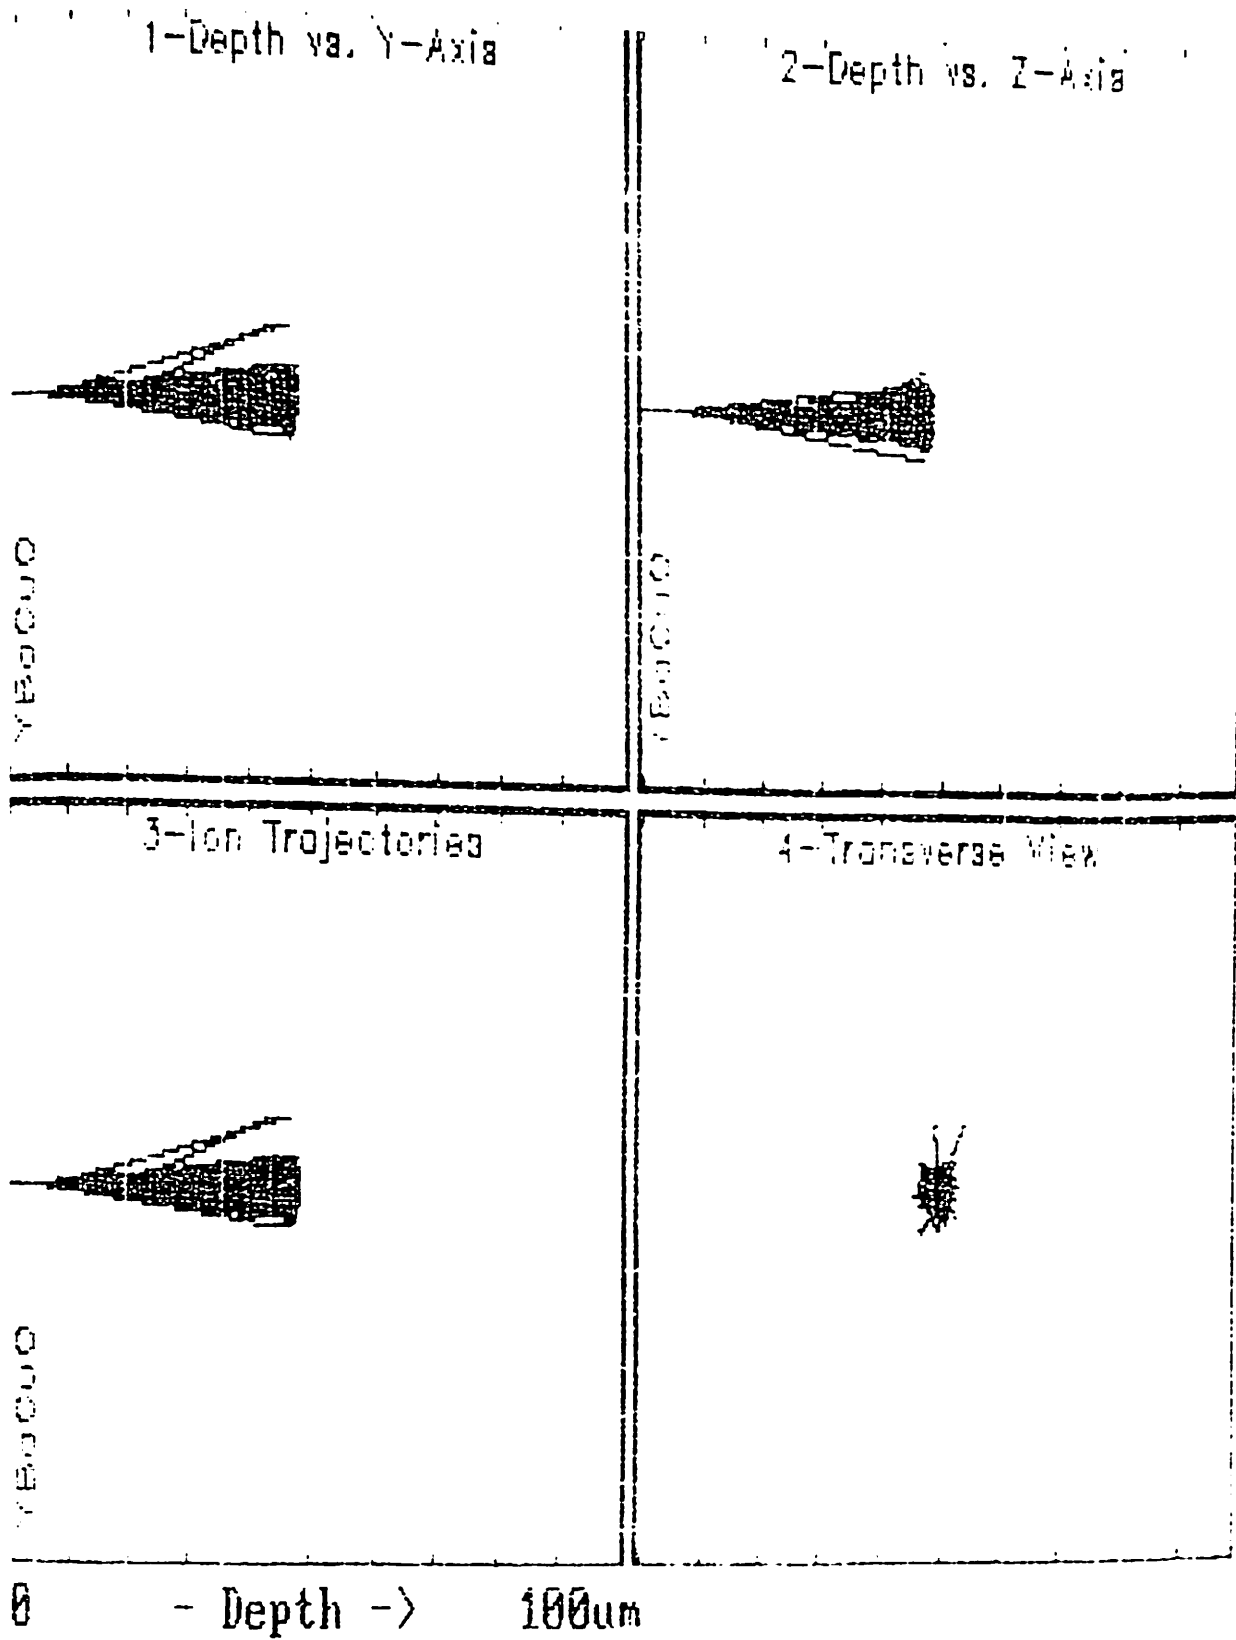 1-Depth vs. Y-Axis
2-Depth vs. Z-Axis
YBaCuO
YBaCuO
3-Ion Trajectories
4-Transverse View
YBaCuO
0 - Depth -> 100um